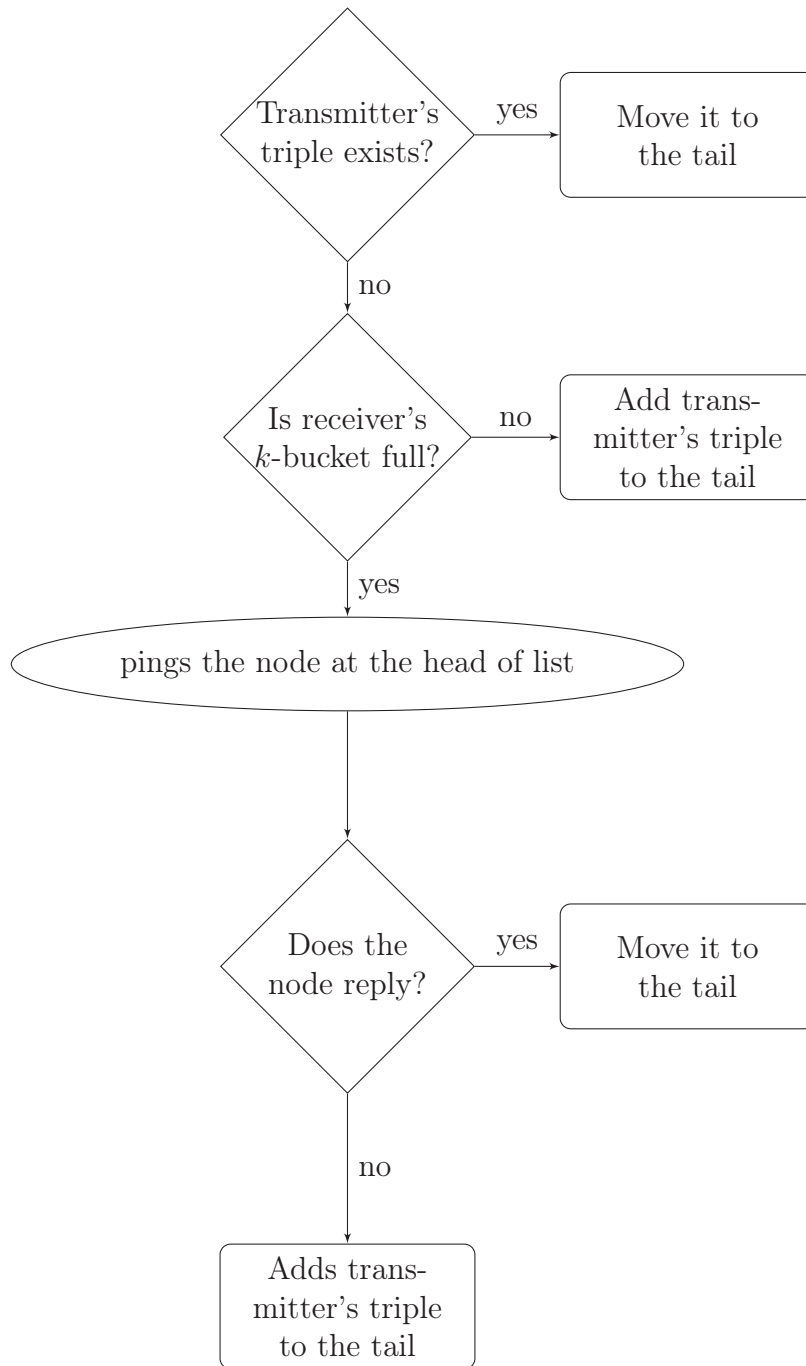 Transmitter's
triple exists?
yes
Move it to
the tail
no
Is receiver's
k-bucket full?
no
Add trans-
mitter's triple
to the tail
yes
pings the node at the head of list
Does the
node reply?
yes
Move it to
the tail
no
Adds trans-
mitter's triple
to the tail